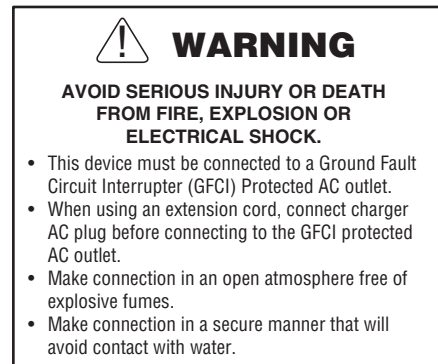 WARNING
AVOID SERIOUS INJURY OR DEATH
FROM FIRE, EXPLOSION OR
ELECTRICAL SHOCK.
• This device must be connected to a Ground Fault
Circuit Interrupter (GFCI) Protected AC outlet.
• When using an extension cord, connect charger
AC plug before connecting to the GFCI protected
AC outlet.
• Make connection in an open atmosphere free of
explosive fumes.
• Make connection in a secure manner that will
avoid contact with water.